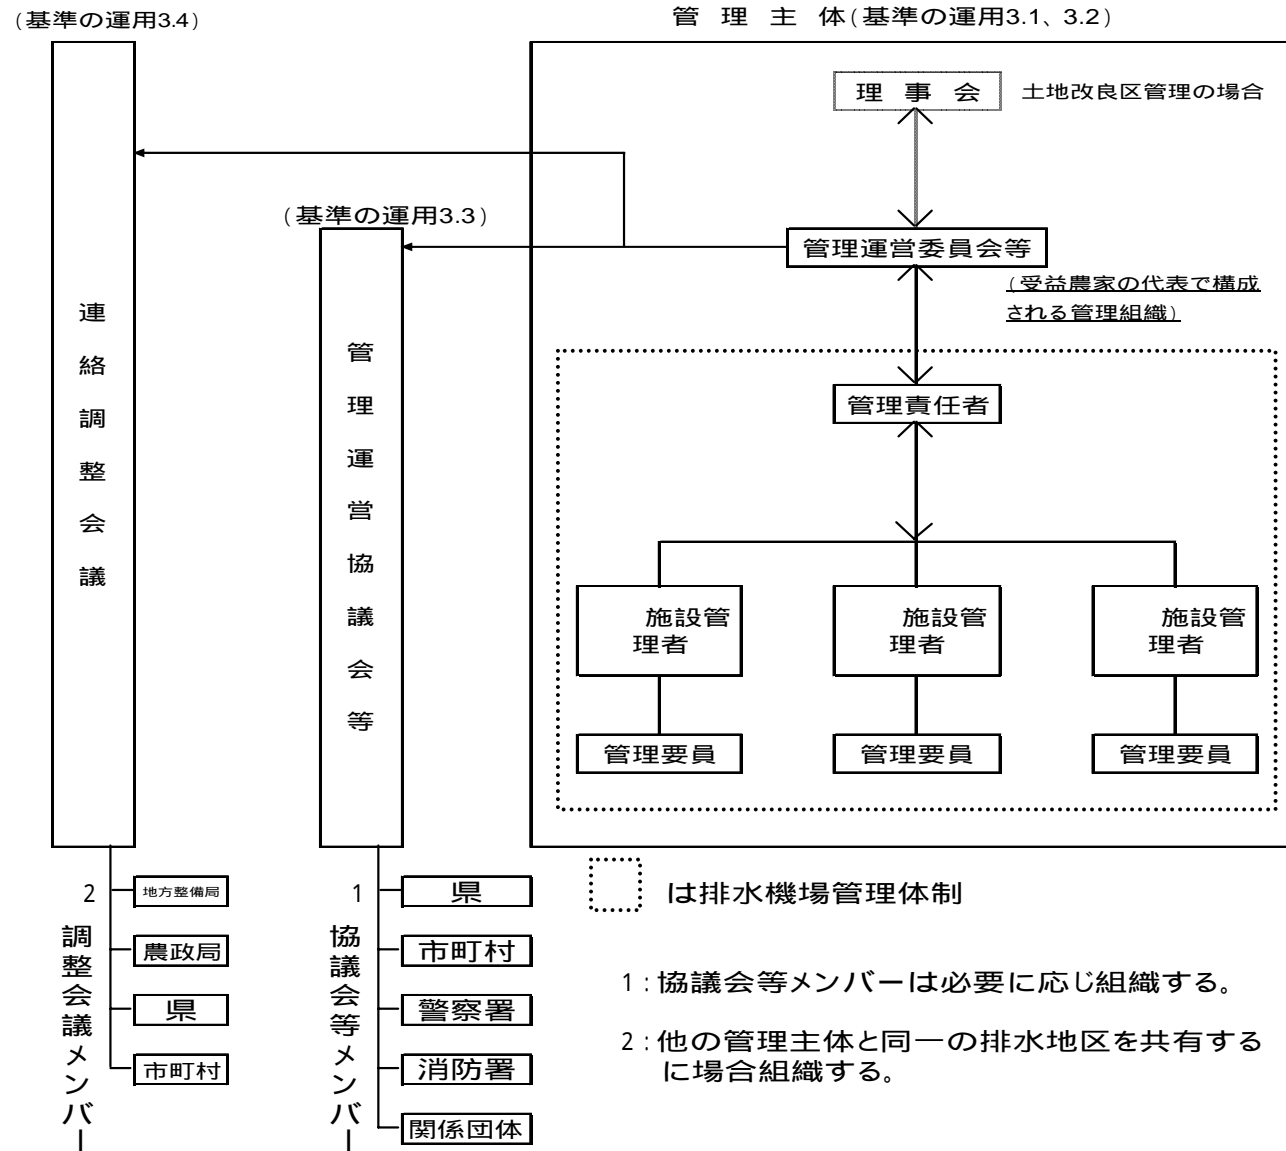 (基準の運用3.4)
管理主体(基準の運用3.1、3.2)
理事会
土地改良区管理の場合
(基準の運用3.3)
管理運営委員会等
(受益農家の代表で構成
される管理組織)
連絡調整会議
管理運営協議会等
管理責任者
施設管
理者
施設管
理者
施設管
理者
管理要員
管理要員
管理要員
2
調整会議メンバー
地方整備局
農政局
県
市町村
1
協議会等メンバー
県
市町村
警察署
消防署
関係団体
は排水機場管理体制
1:協議会等メンバーは必要に応じ組織する。
2:他の管理主体と同一の排水地区を共有する
に場合組織する。